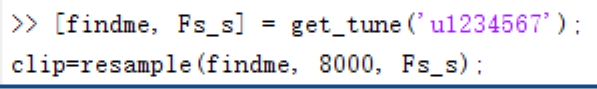 >> [findme, Fs_s] = get_tune('u1234567');
clip=resample(findme, 8000, Fs_s);